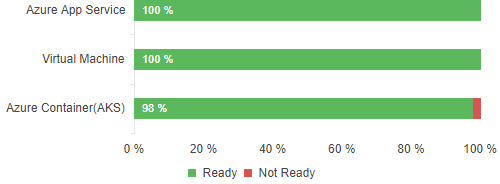 Azure App Service
100 %
Virtual Machine
100 %
Azure Container(AKS)
98 %
0 % 20 % 40 % 60 % 80 % 100 %
Ready Not Ready